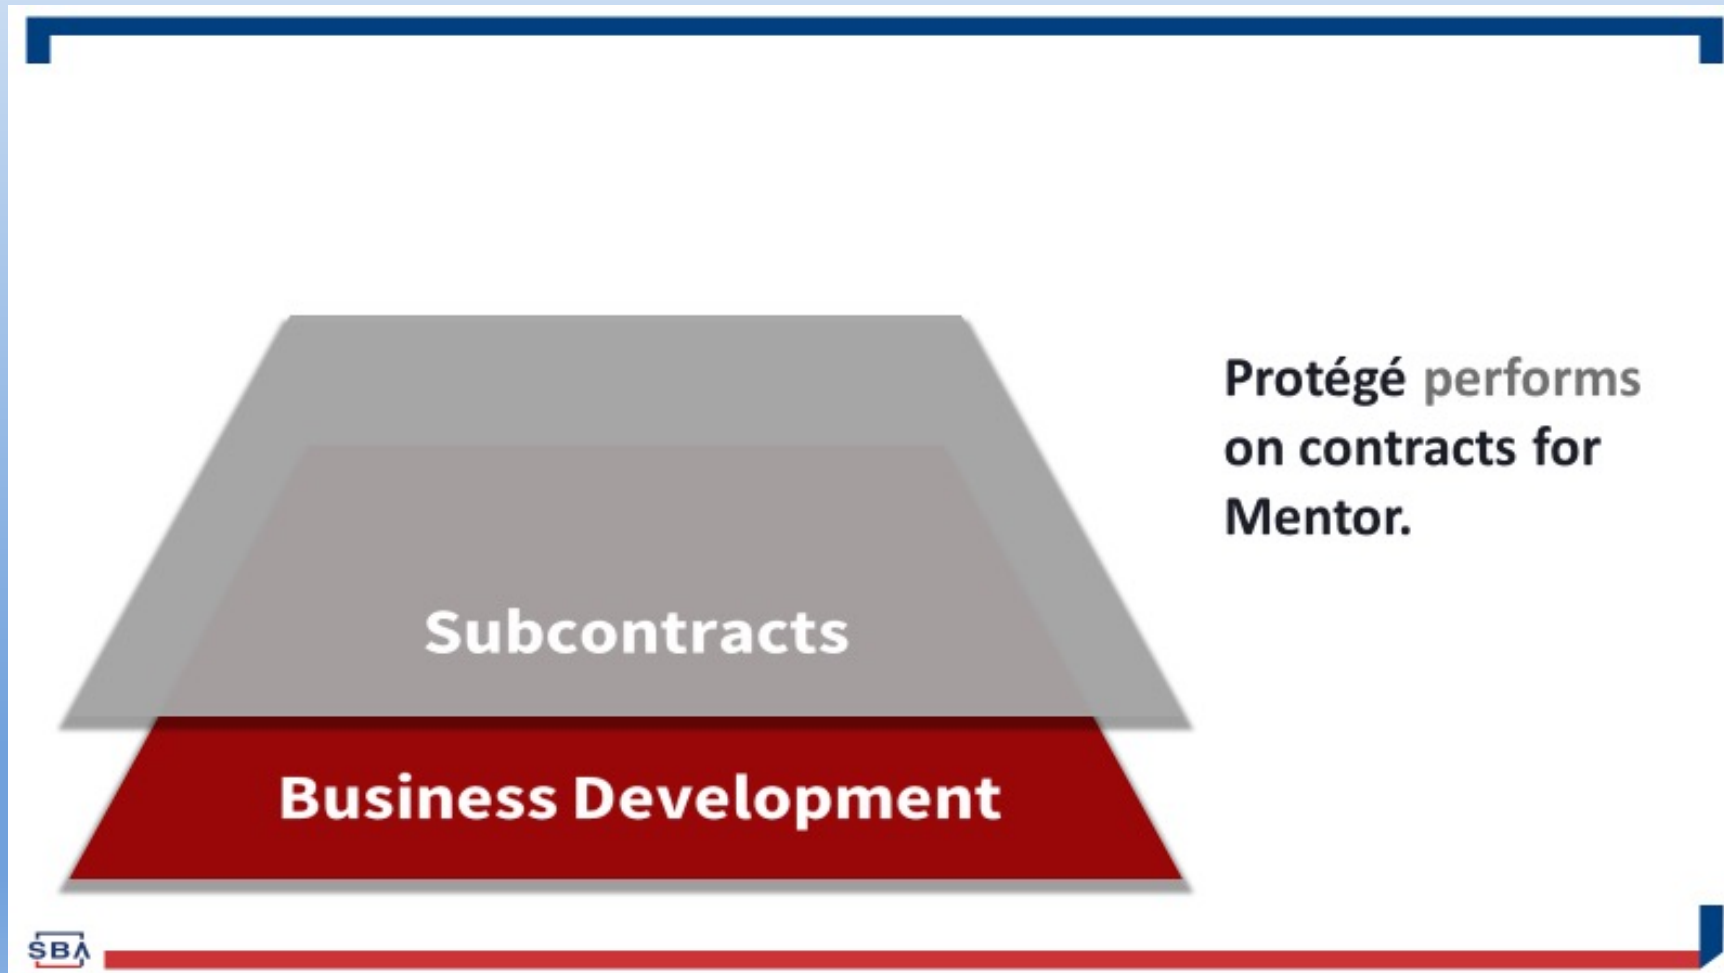 Protégé performs
on contracts for
Mentor.
Subcontracts
Business Development
SBA